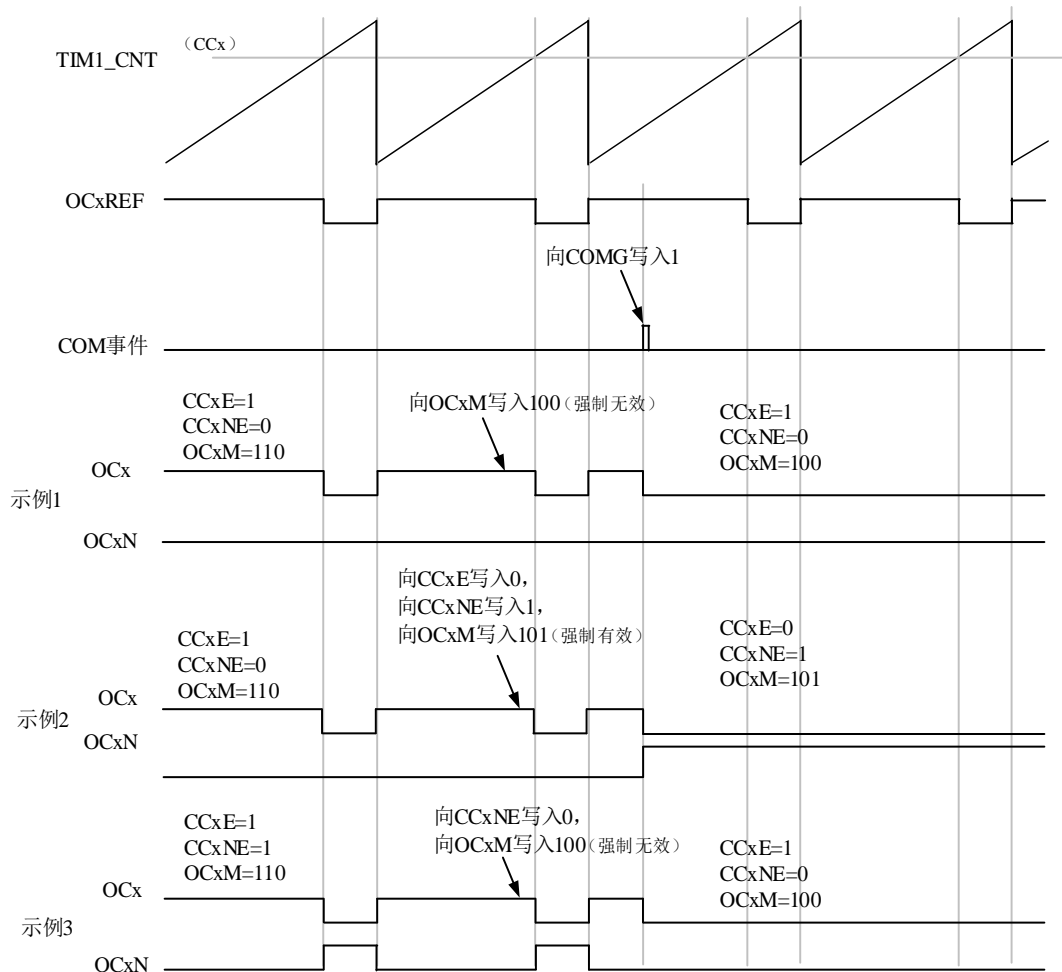 （CCx）
TIM1_CNT
OCxREF
向COMG写入1
COM事件
CCxE=1
CCxNE=0
OCxM=110
向OCxM写入100（强制无效）
CCxE=1
CCxNE=0
OCxM=100
OCx
示例1
OCxN
向CCxE写入0，
向CCxNE写入1，
向OCxM写入101（强制有效）
CCxE=1
CCxNE=0
OCxM=110
CCxE=0
CCxNE=1
OCxM=101
OCx
示例2
OCxN
向CCxNE写入0，
向OCxM写入100（强制无效）
CCxE=1
CCxNE=1
OCxM=110
CCxE=1
CCxNE=0
OCxM=100
OCx
示例3
OCxN